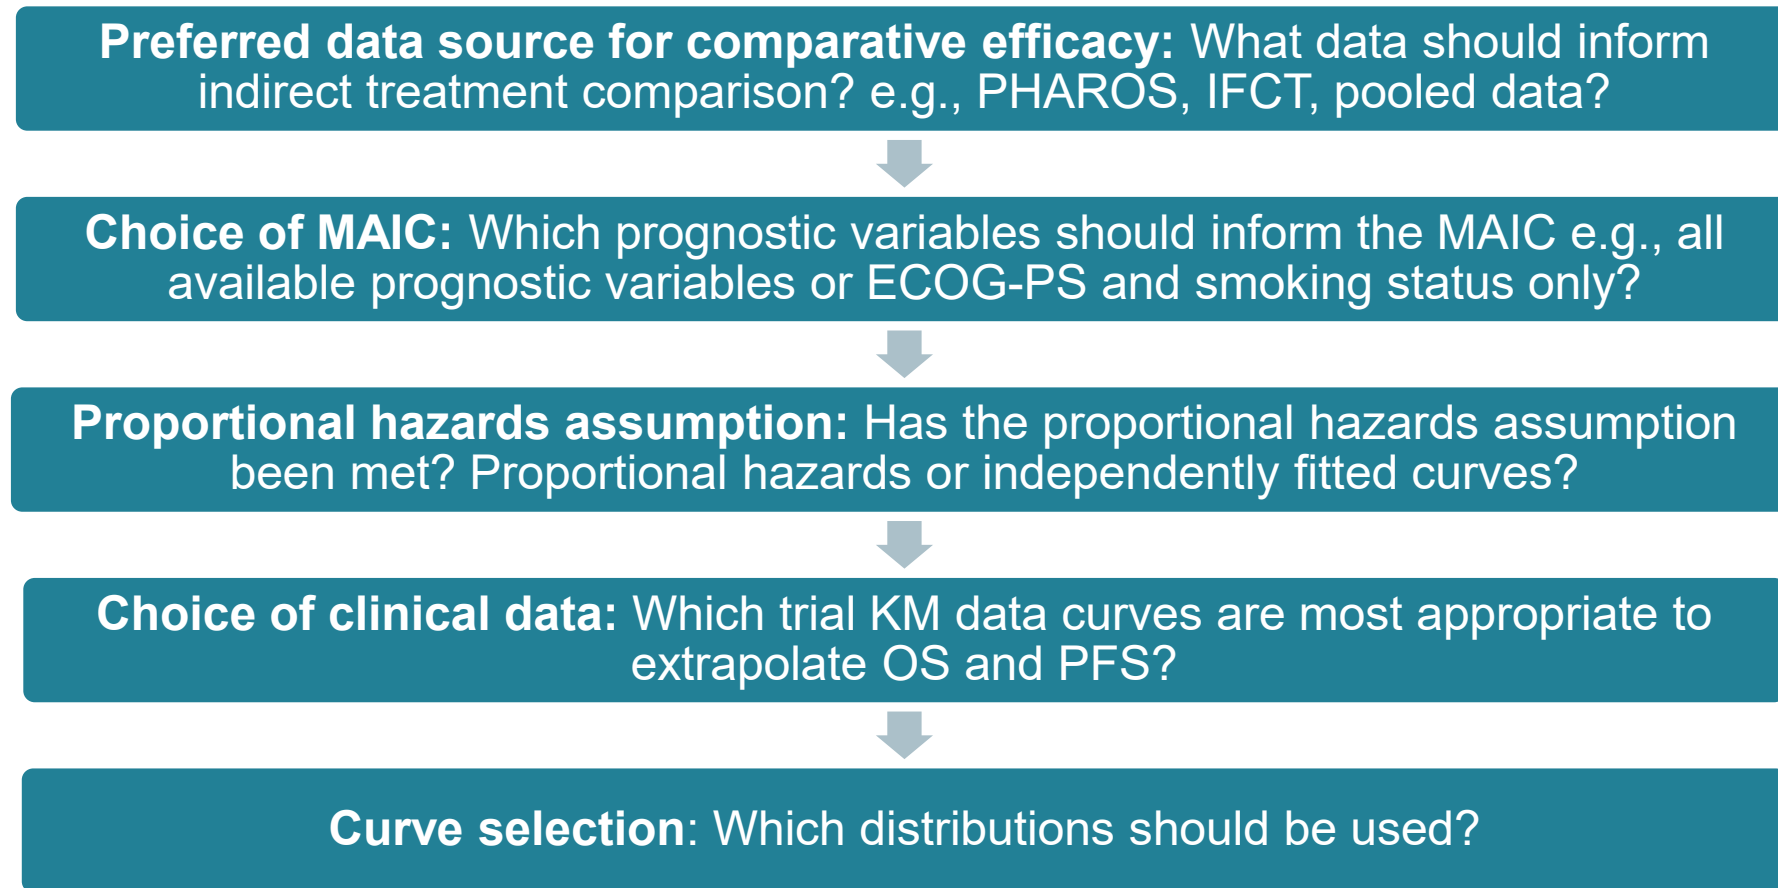 Preferred data source for comparative efficacy: What data should inform
indirect treatment comparison? e.g., PHAROS, IFCT, pooled data?
Choice of MAIC: Which prognostic variables should inform the MAIC e.g., all
available prognostic variables or ECOG-PS and smoking status only?
Proportional hazards assumption: Has the proportional hazards assumption
been met? Proportional hazards or independently fitted curves?
Choice of clinical data: Which trial KM data curves are most appropriate to
extrapolate OS and PFS?
Curve selection: Which distributions should be used?